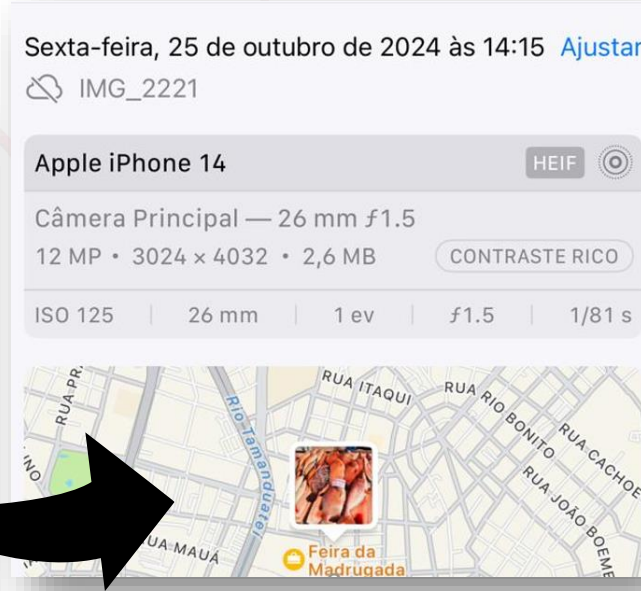 Sexta-feira, 25 de outubro de 2024 às 14:15 Ajustar
IMG_2221
Apple iPhone 14 HEIF
Câmera Principal — 26 mm ƒ1.5
12 MP • 3024 × 4032 • 2,6 MB CONTRASTE RICO
ISO 125 26 mm 1 ev ƒ1.5 1/81 s
RUA ITAQUI
RUA RIO BONITO
RUA CACHOE
RUA PR
Rio Tamanduateí
RUA JOÃO BOEME
UA MAUÁ
Feira da
Madrugada